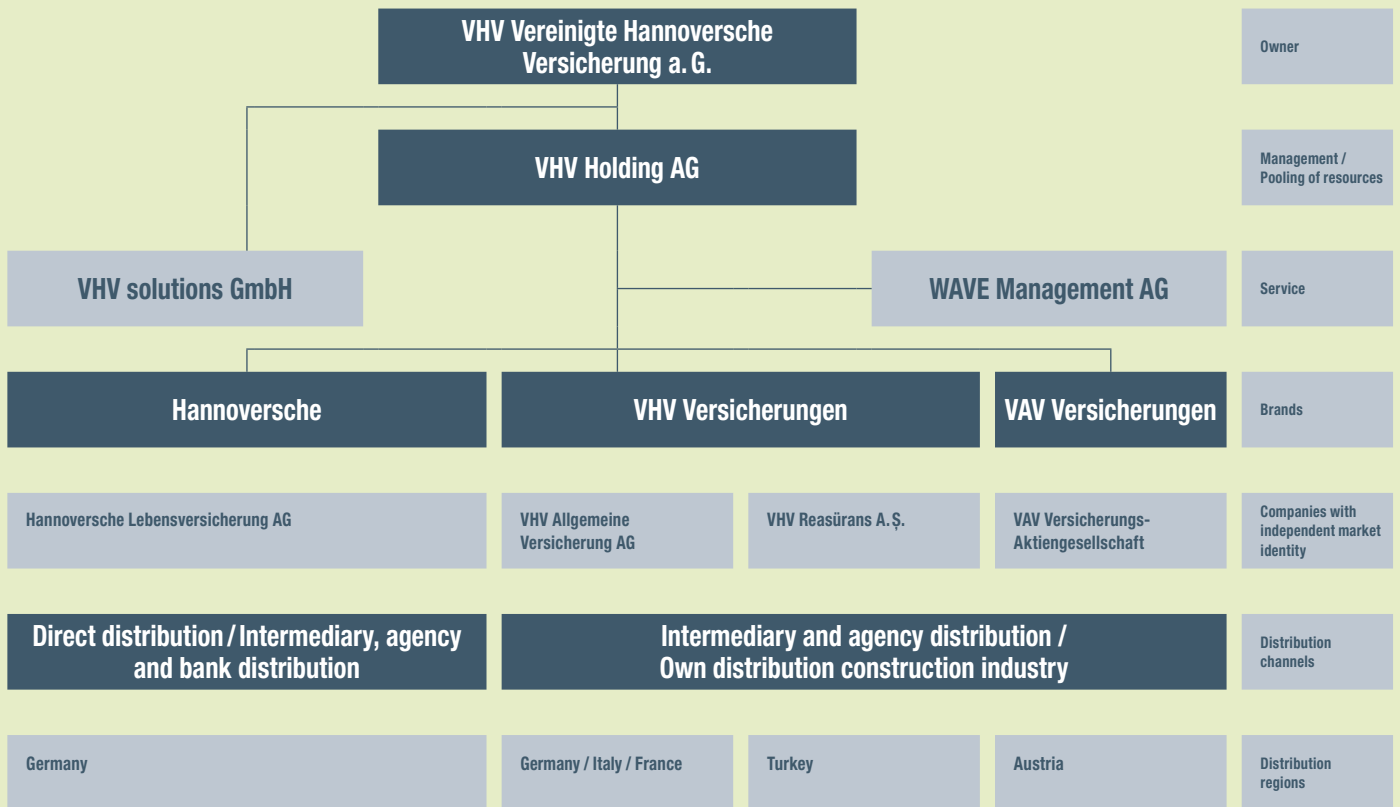 VHV Vereinigte Hannoversche
Versicherung a. G.
Owner
VHV Holding AG
Management /
Pooling of resources
VHV solutions GmbH
WAVE Management AG
Service
Hannoversche
VHV Versicherungen
VAV Versicherungen
Brands
Hannoversche Lebensversicherung AG
VHV Allgemeine
Versicherung AG
VHV Reasürans A.Ş.
VAV Versicherungs-
Aktiengesellschaft
Companies with
independent market
identity
Direct distribution / Intermediary, agency
and bank distribution
Intermediary and agency distribution /
Own distribution construction industry
Distribution
channels
Germany
Germany / Italy / France
Turkey
Austria
Distribution
regions